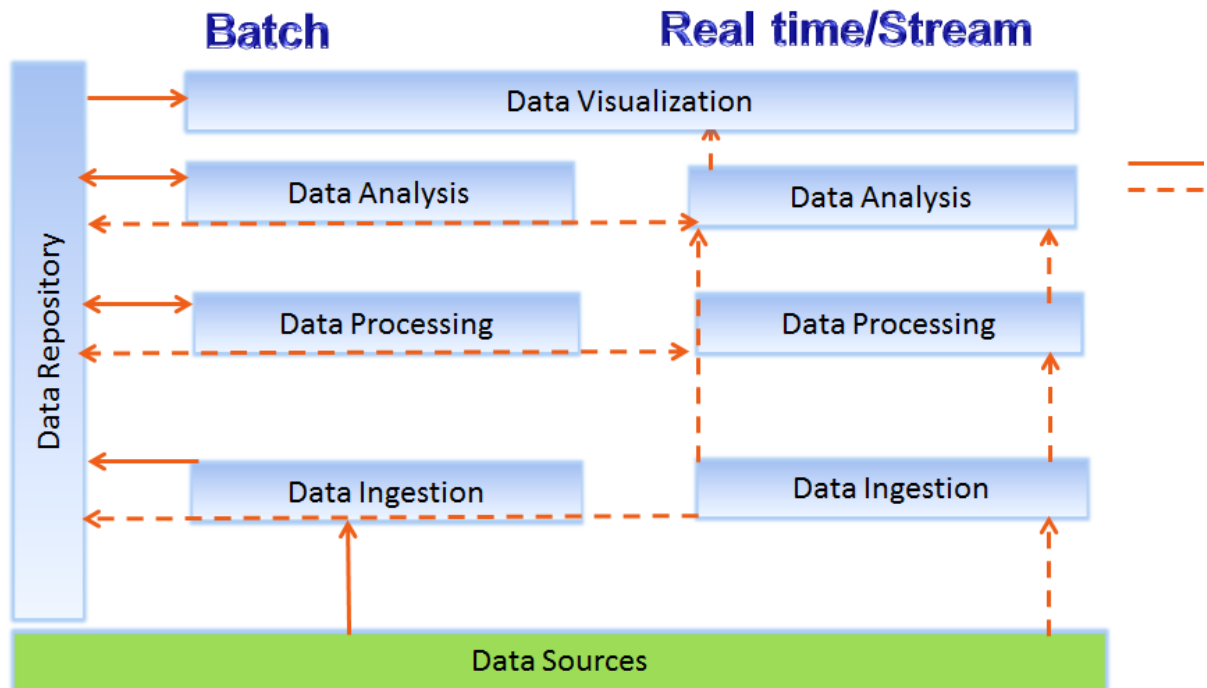 Batch
Real time/Stream
Data Visualization
Data Analysis
Data Analysis
Data Repository
Data Processing
Data Processing
Data Ingestion
Data Ingestion
Data Sources